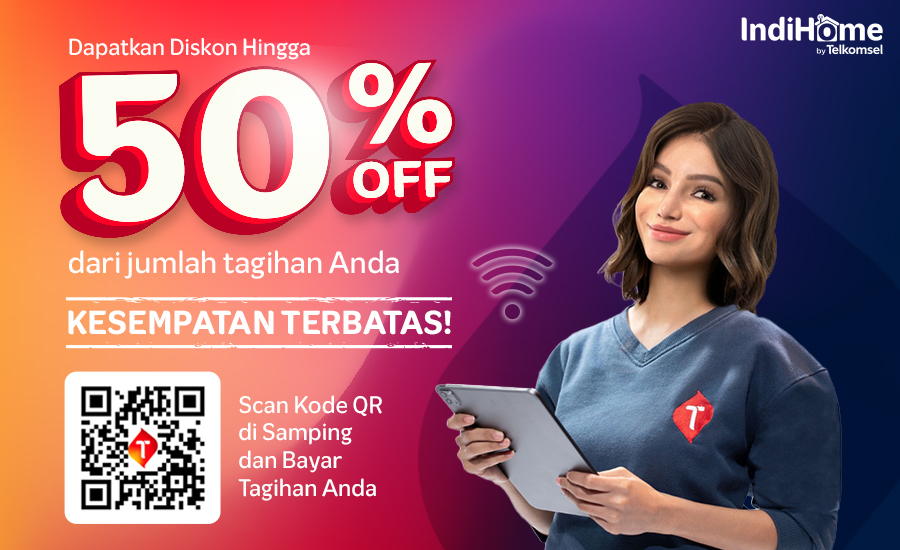 Dapatkan Diskon Hingga
50%
OFF
dari jumlah tagihan Anda
KESEMPATAN TERBATAS!
Scan Kode QR
di Samping
dan Bayar
Tagihan Anda
IndiHome
by Telkomsel
T
T